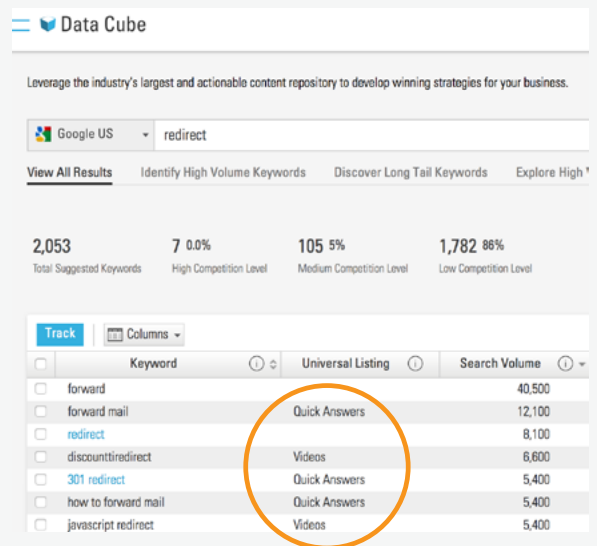 Data Cube
Leverage the industry's largest and actionable content repository to develop winning strategies for your business.
Google US redirect
View All Results Identify High Volume Keywords Discover Long Tail Keywords Explore High
2,053 7 0.0% 105 5% 1,782 86%
Total Suggested Keywords High Competition Level Medium Competition Level Low Competition Level
Track Columns
Keyword Universal Listing Search Volume
forward 40,500
forward mail Quick Answers 12,100
redirect 8,100
discounttiredirect Videos 6,600
301 redirect Quick Answers 5,400
how to forward mail Quick Answers 5,400
javascript redirect Videos 5,400